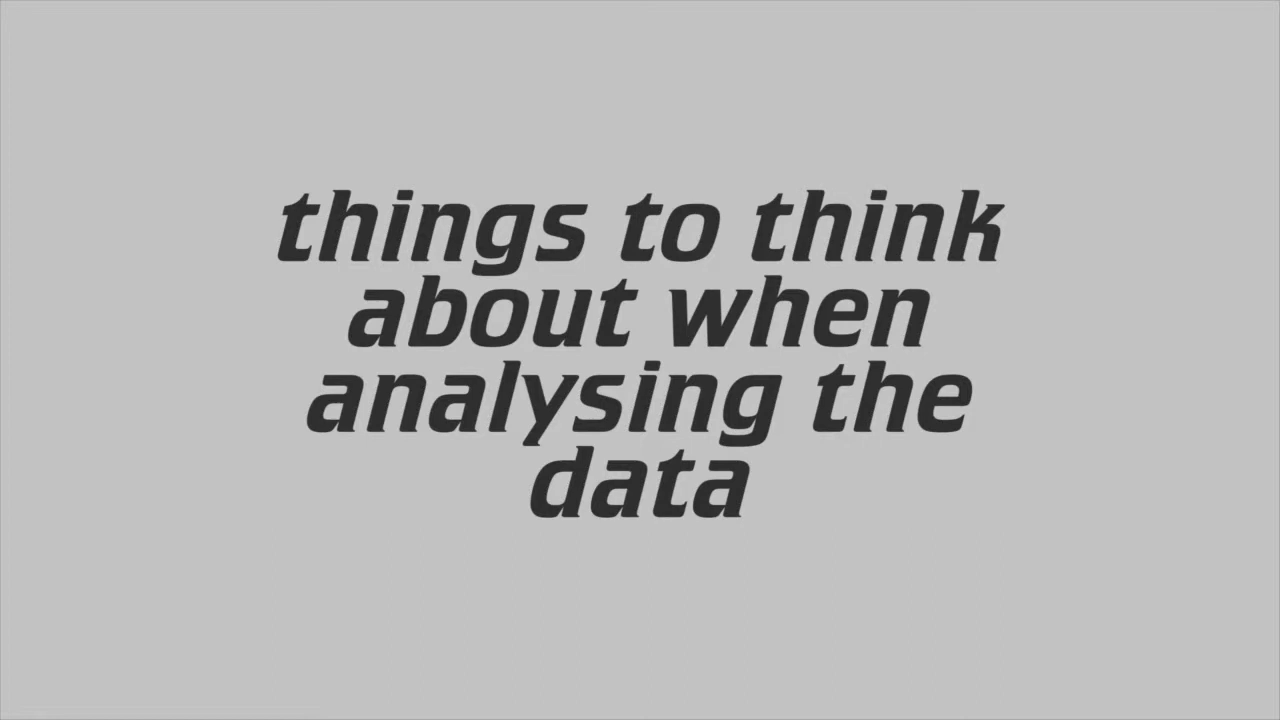 things to think
about when
analysing the
data